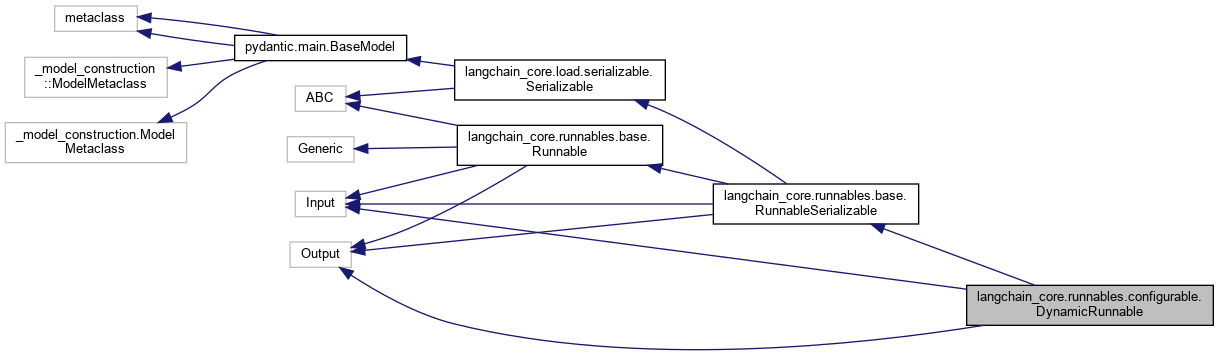 metaclass
pydantic.main.BaseModel
_model_construction
::ModelMetaclass
langchain_core.load.serializable.
Serializable
ABC
_model_construction.Model
Metaclass
langchain_core.runnables.base.
Runnable
Generic
Input
langchain_core.runnables.base.
RunnableSerializable
Output
langchain_core.runnables.configurable.
DynamicRunnable